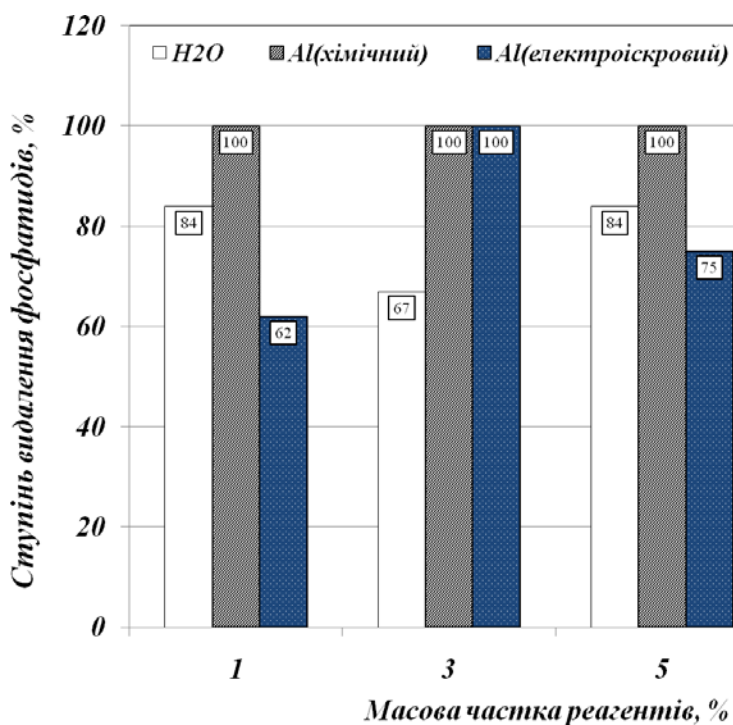 Ступінь видалення фосфатидів, %
120
100
80
60
40
20
0
H2O Al(хімічний) Al(електроіскровий)
84 100 62
67 100 100
84 100 75
1 3 5
Масова частка реагентів, %